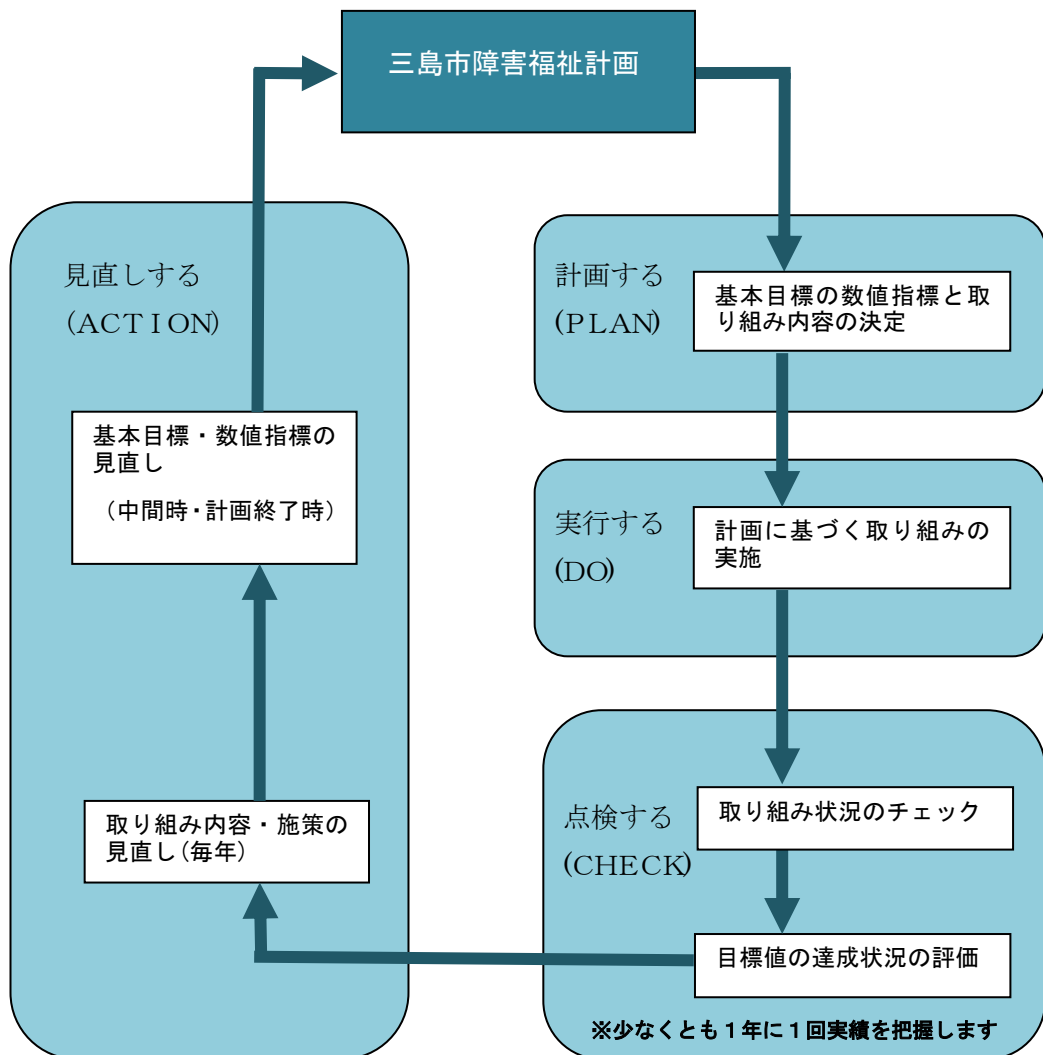 三島市障害福祉計画
計画する
(PLAN)
基本目標の数値指標と取
り組み内容の決定
実行する
(DO)
計画に基づく取り組みの
実施
点検する
(CHECK)
取り組み状況のチェック
目標値の達成状況の評価
※少なくとも1年に1回実績を把握します
見直しする
(ACTION)
基本目標・数値指標の
見直し
(中間時・計画終了時)
取り組み内容・施策の
見直し(毎年)